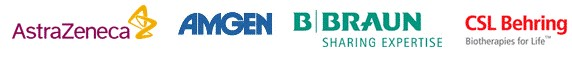 AstraZeneca
AMGEN
B|BRAUN
SHARING EXPERTISE
CSL Behring
Biotherapies for Life™